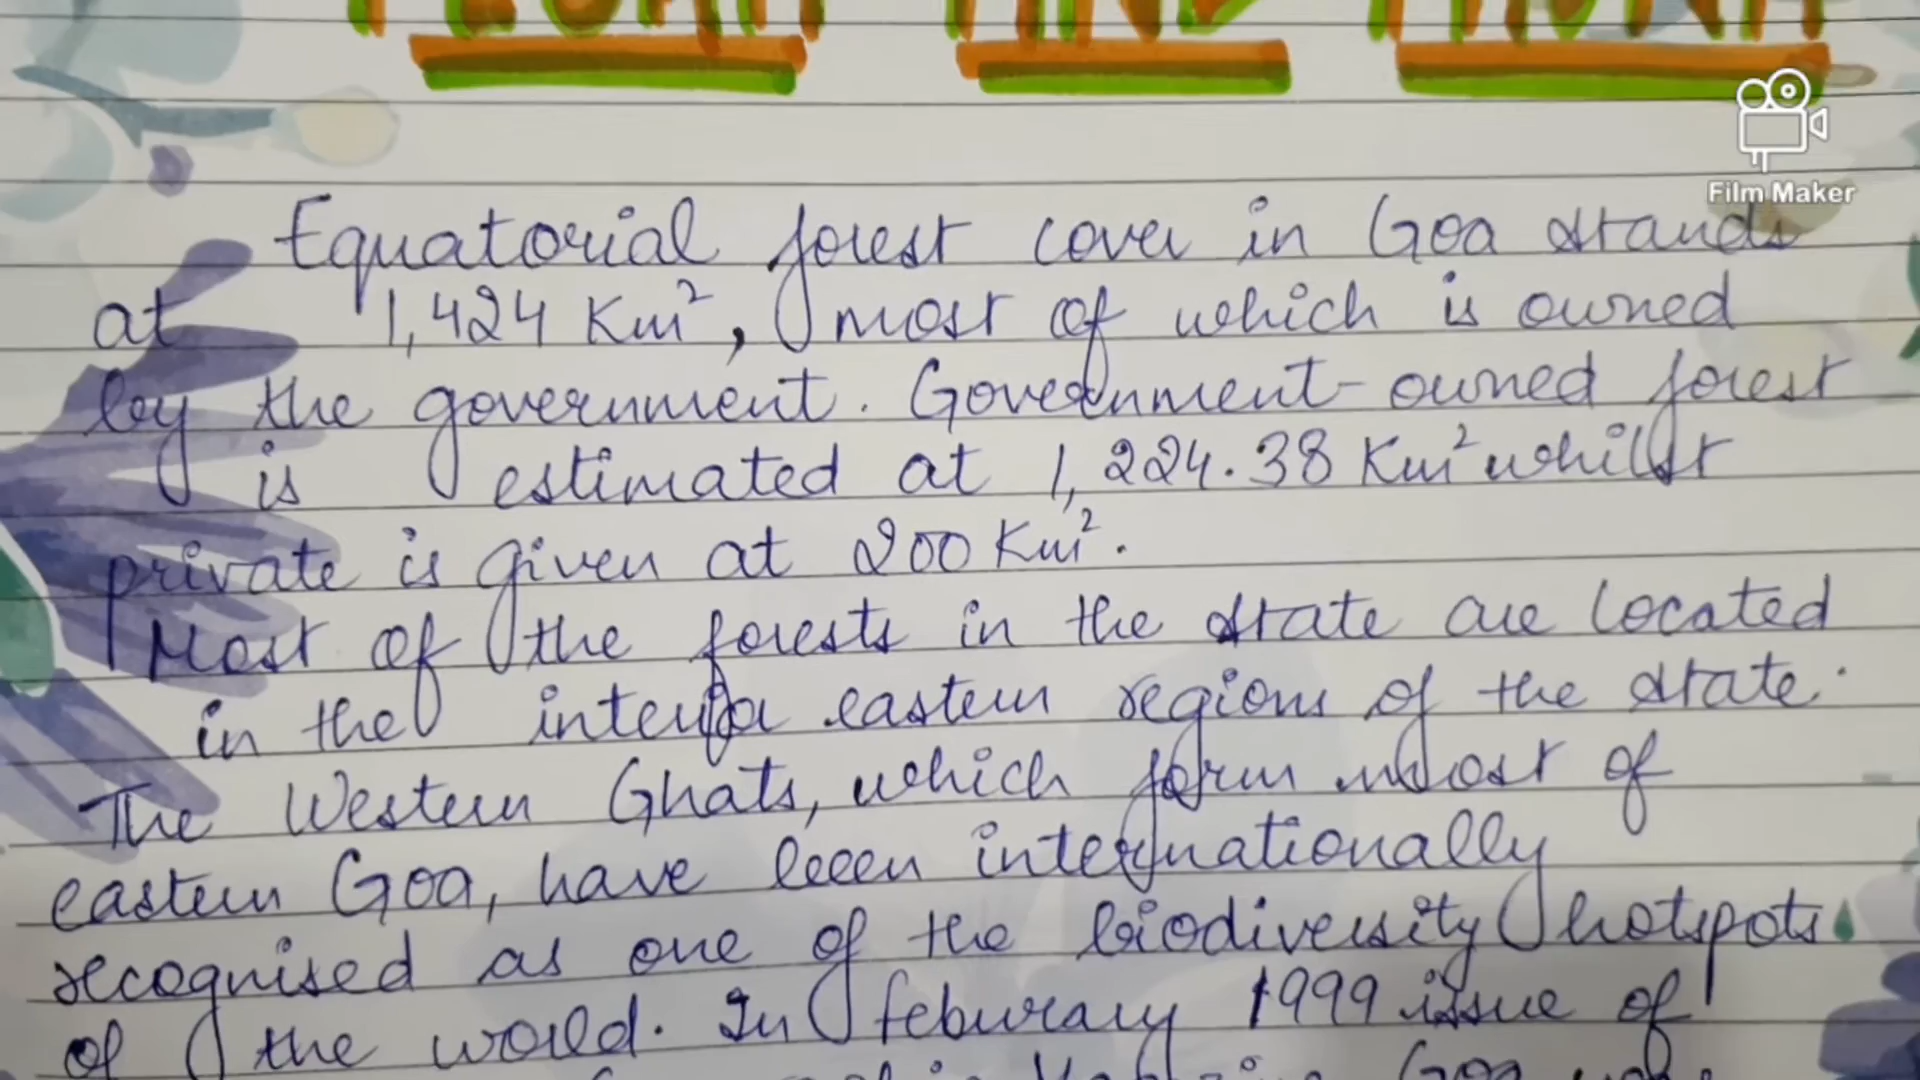 FLORA AND FAUNA
Film Maker
Equatorial forest cover in Goa stands
at 1,424 Km², most of which is owned
by the government. Government-owned forest
is estimated at 1,224.38 Km² whilst
private is given at 200 Km².
Most of the forests in the state are located
in the eastern regions of the state.
The Western Ghats, which form most of
eastern Goa, have been internationally
recognised as one of the biodiversity hotspots
of the world. In feburary 1999 issue of
Goa